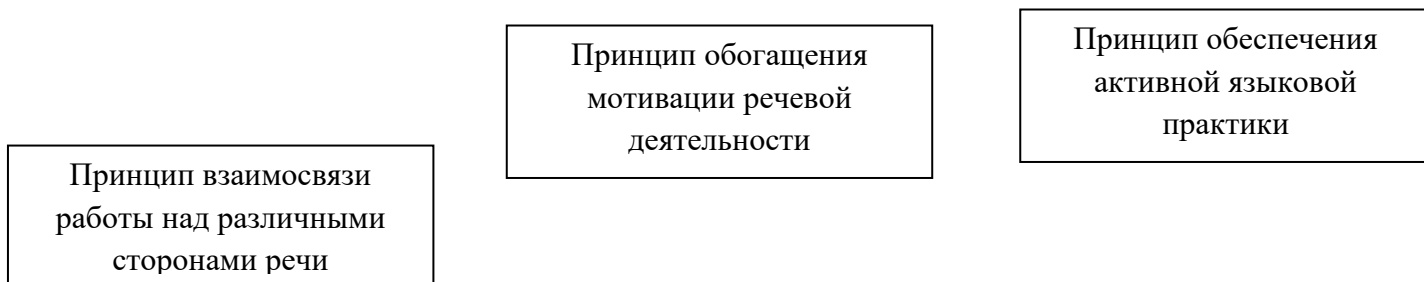 Принцип обогащения
мотивации речевой
деятельности
Принцип обеспечения
активной языковой
практики
Принцип взаимосвязи
работы над различными
сторонами речи